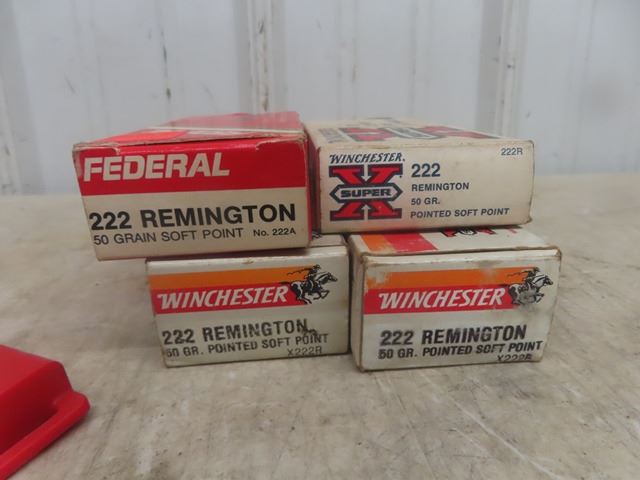 FEDERAL
222 REMINGTON
50 GRAIN SOFT POINT No. 222A
WINCHESTER
X
SUPER
222
REMINGTON
50 GR.
POINTED SOFT POINT
222R
WINCHESTER
222 REMINGTON
50 GR. POINTED SOFT POINT
X222R
WINCHESTER
222 REMINGTON
50 GR. POINTED SOFT POINT
X222R